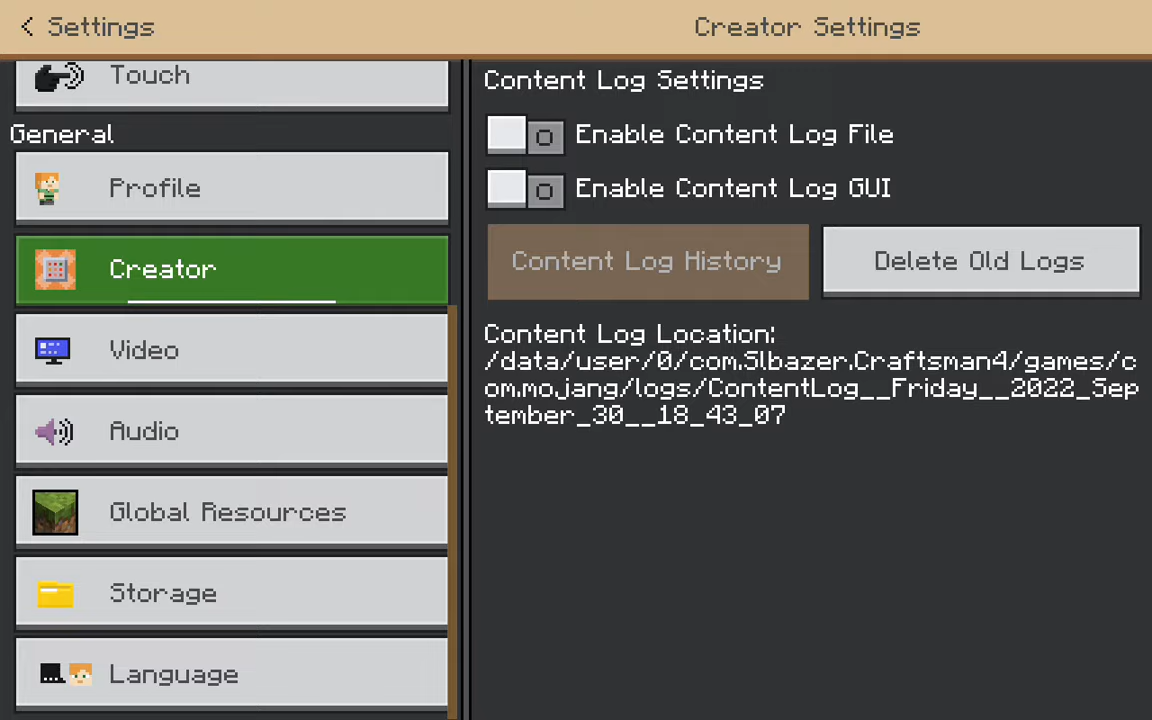 Settings
Creator Settings
Touch
General
Profile
Creator
Video
Audio
Global Resources
Storage
Language
Content Log Settings
Enable Content Log File
Enable Content Log GUI
Content Log History
Delete Old Logs
Content Log Location:
/data/user/0/com.Slbazer.Craftsman4/games/c
om.mojang/logs/ContentLog__Friday__2022_Sep
tember_30__18_43_07